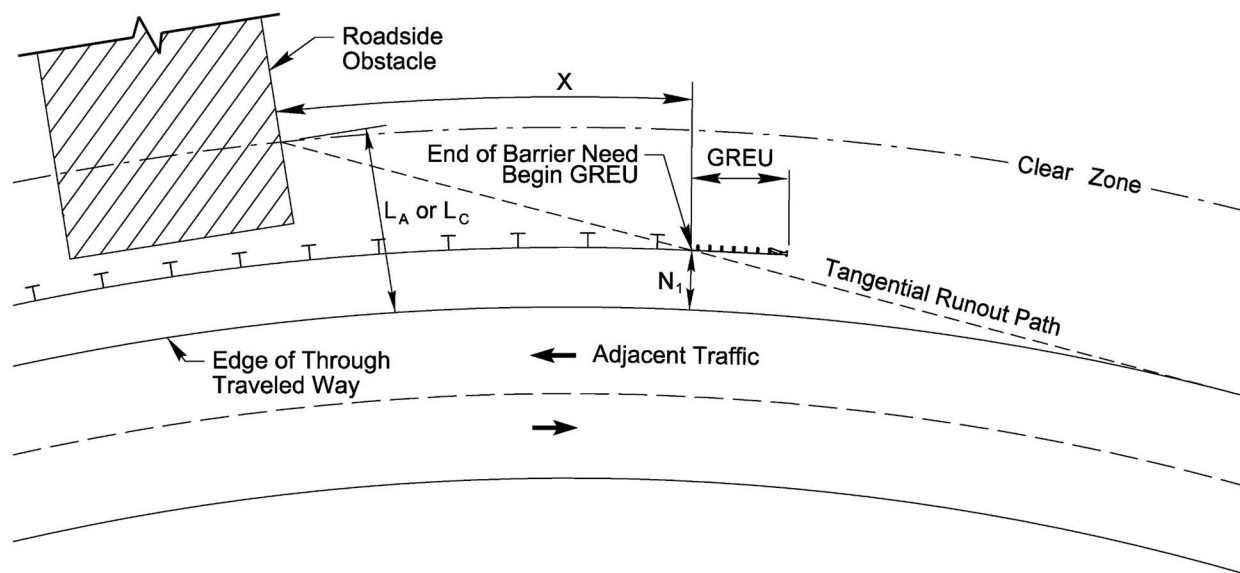 Roadside
Obstacle
X
End of Barrier Need
Begin GREU
GREU
Clear Zone
L_A or L_C
N_1
Tangential Runout Path
Edge of Through
Traveled Way
Adjacent Traffic